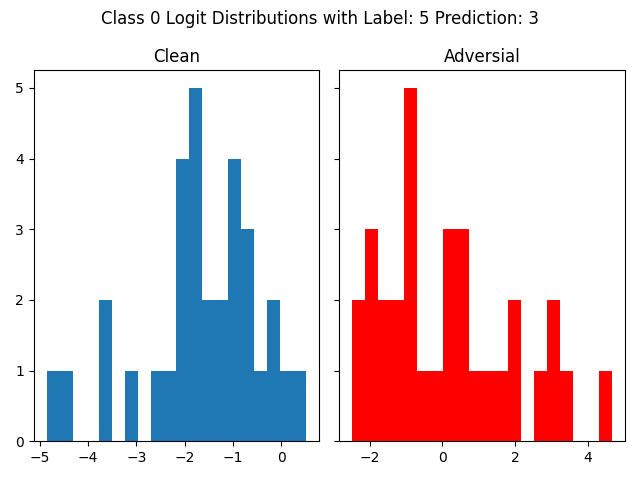 Class 0 Logit Distributions with Label: 5 Prediction: 3
Clean
Adversial
5
4
3
2
1
0
−5 −4 −3 −2 −1 0
−2 0 2 4